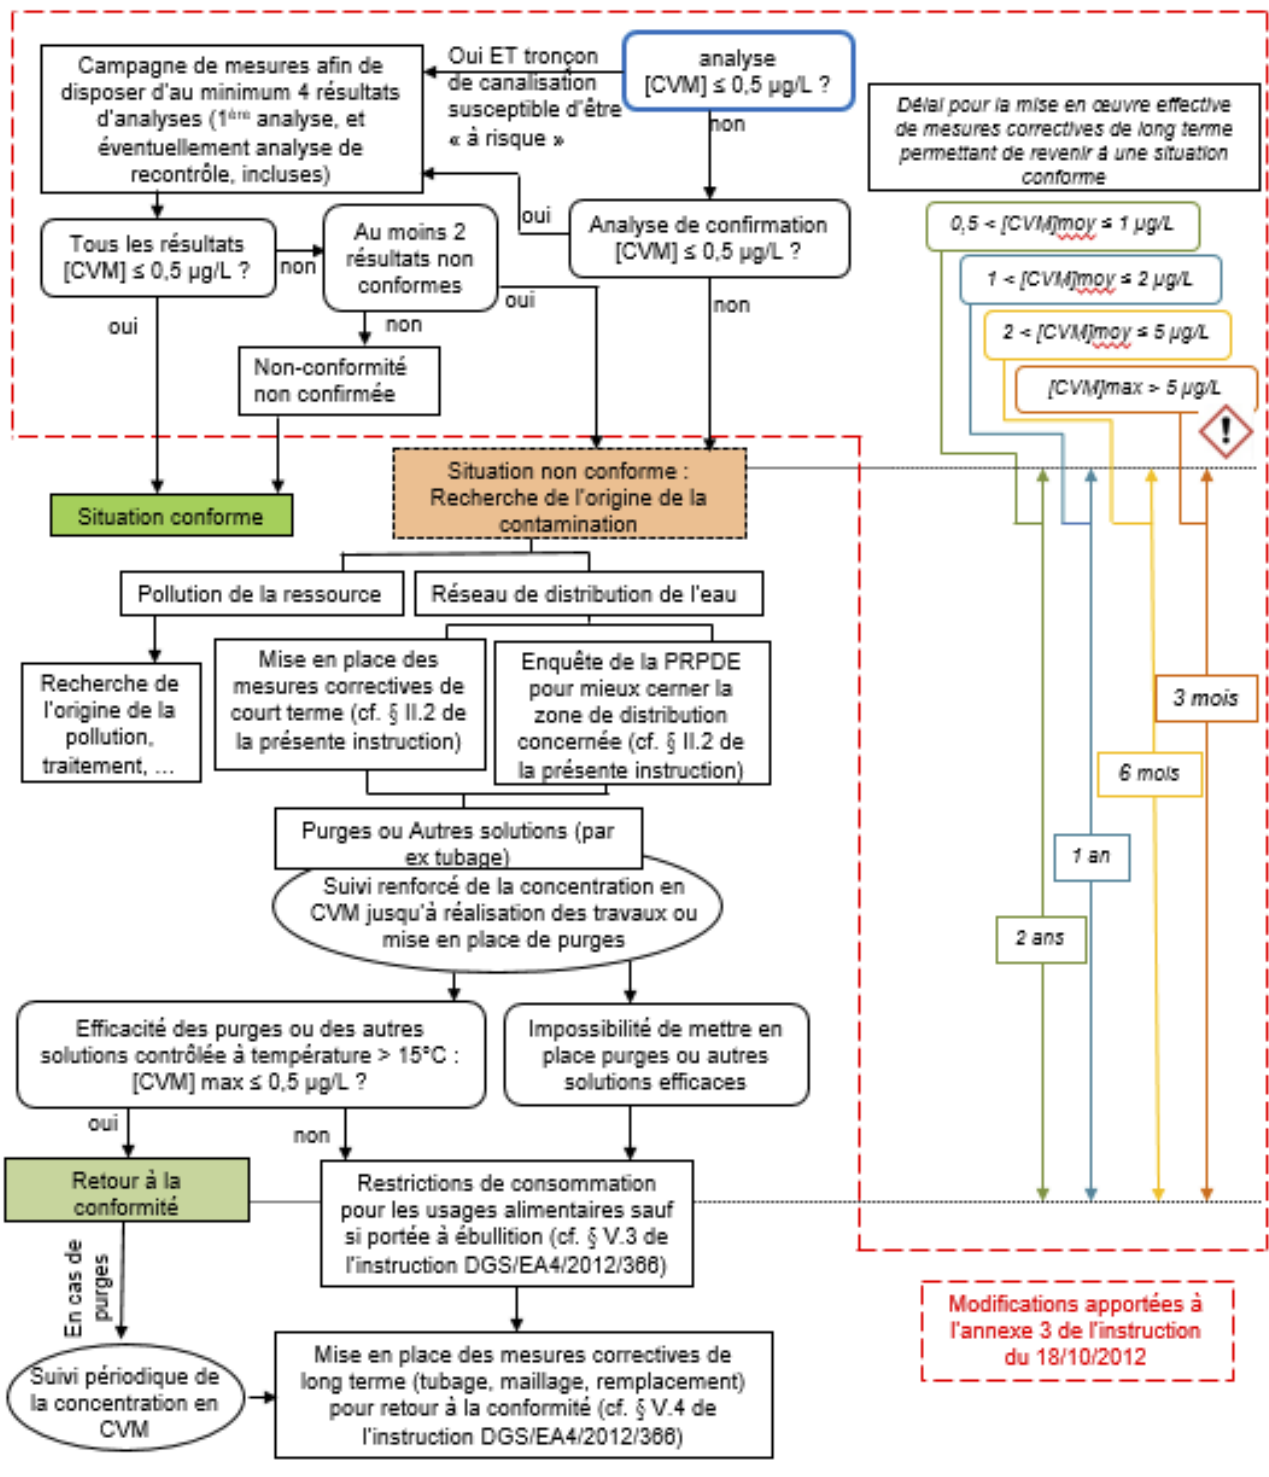 Campagne de mesures afin de
disposer d'au minimum 4 résultats
d'analyses (1ère analyse, et
éventuellement analyse de
recontrôle, incluses)
Oui ET tronçon
de canalisation
susceptible d'être
« à risque »
analyse
[CVM] ≤ 0,5 µg/L ?
non
Délai pour la mise en œuvre effective
de mesures correctives de long terme
permettant de revenir à une situation
conforme
Tous les résultats
[CVM] ≤ 0,5 µg/L ?
non
Au moins 2
résultats non
conformes
oui
Analyse de confirmation
[CVM] ≤ 0,5 µg/L ?
0,5 < [CVM]moy ≤ 1 µg/L
1 < [CVM]moy ≤ 2 µg/L
2 < [CVM]moy ≤ 5 µg/L
[CVM]max > 5 µg/L
!
oui
non
oui
non
Non-conformité
non confirmée
Situation conforme
Situation non conforme :
Recherche de l'origine de la
contamination
Pollution de la ressource
Réseau de distribution de l'eau
Recherche de
l'origine de la
pollution,
traitement, ...
Mise en place des
mesures correctives de
court terme (cf. § II.2 de
la présente instruction)
Enquête de la PRPDE
pour mieux cerner la
zone de distribution
concernée (cf. § II.2 de
la présente instruction)
3 mois
6 mois
1 an
2 ans
Purges ou Autres solutions (par
ex tubage)
Suivi renforcé de la concentration en
CVM jusqu'à réalisation des travaux ou
mise en place de purges
Efficacité des purges ou des autres
solutions contrôlée à température > 15°C :
[CVM] max ≤ 0,5 µg/L ?
Impossibilité de mettre en
place purges ou autres
solutions efficaces
oui
non
Retour à la
conformité
Restrictions de consommation
pour les usages alimentaires sauf
si portée à ébullition (cf. § V.3 de
l'instruction DGS/EA4/2012/366)
En cas de
purges
Suivi périodique de
la concentration en
CVM
Mise en place des mesures correctives de
long terme (tubage, maillage, remplacement)
pour retour à la conformité (cf. § V.4 de
l'instruction DGS/EA4/2012/366)
Modifications apportées à
l'annexe 3 de l'instruction
du 18/10/2012